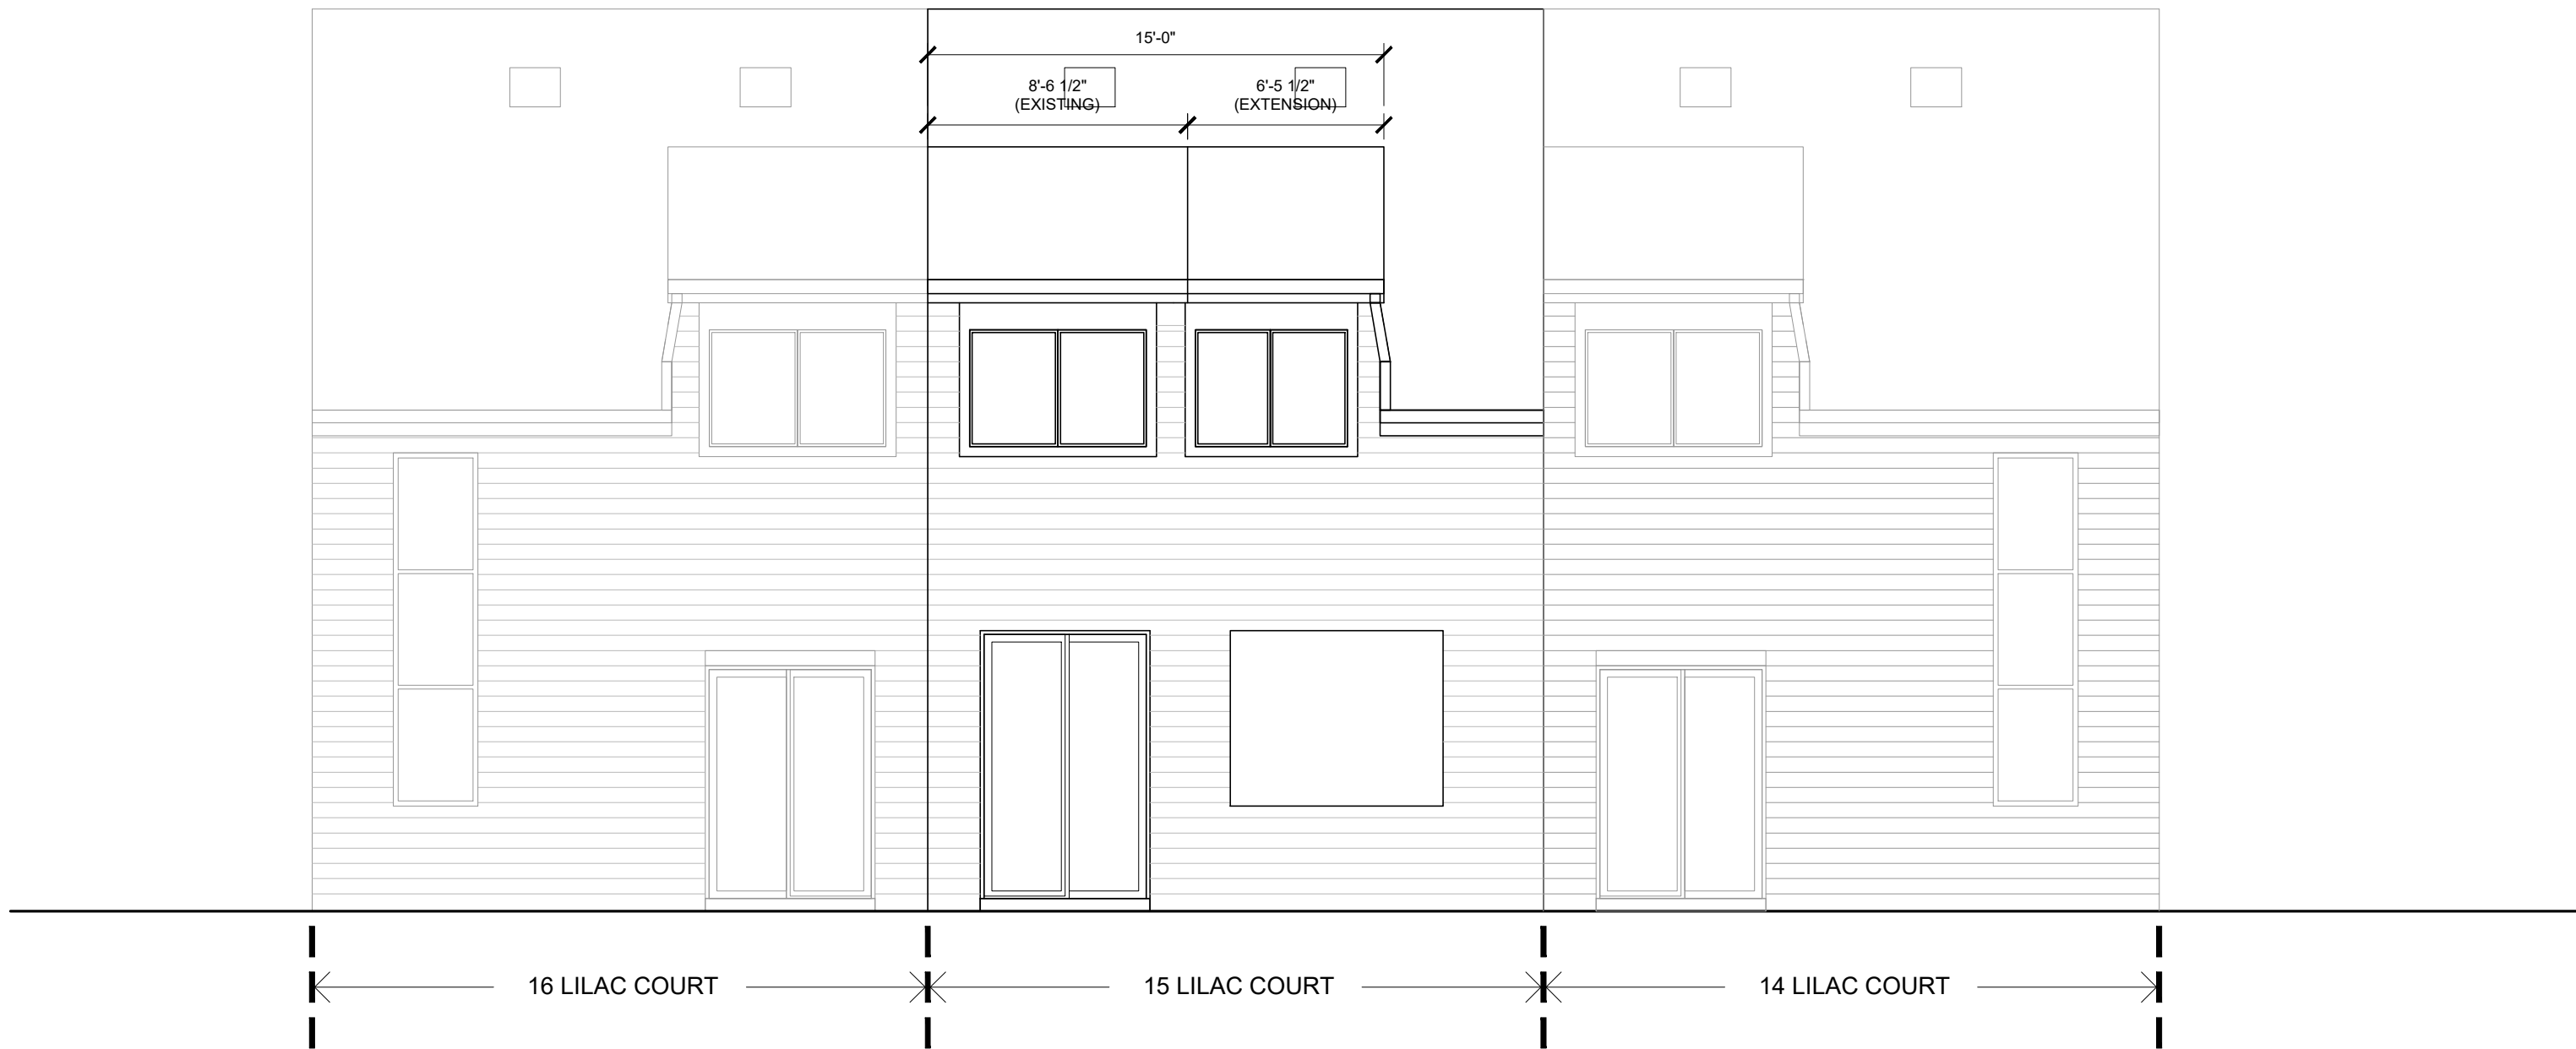 15'-0"
8'-6 1/2"
(EXISTING)
6'-5 1/2"
(EXTENSION)
16 LILAC COURT
15 LILAC COURT
14 LILAC COURT